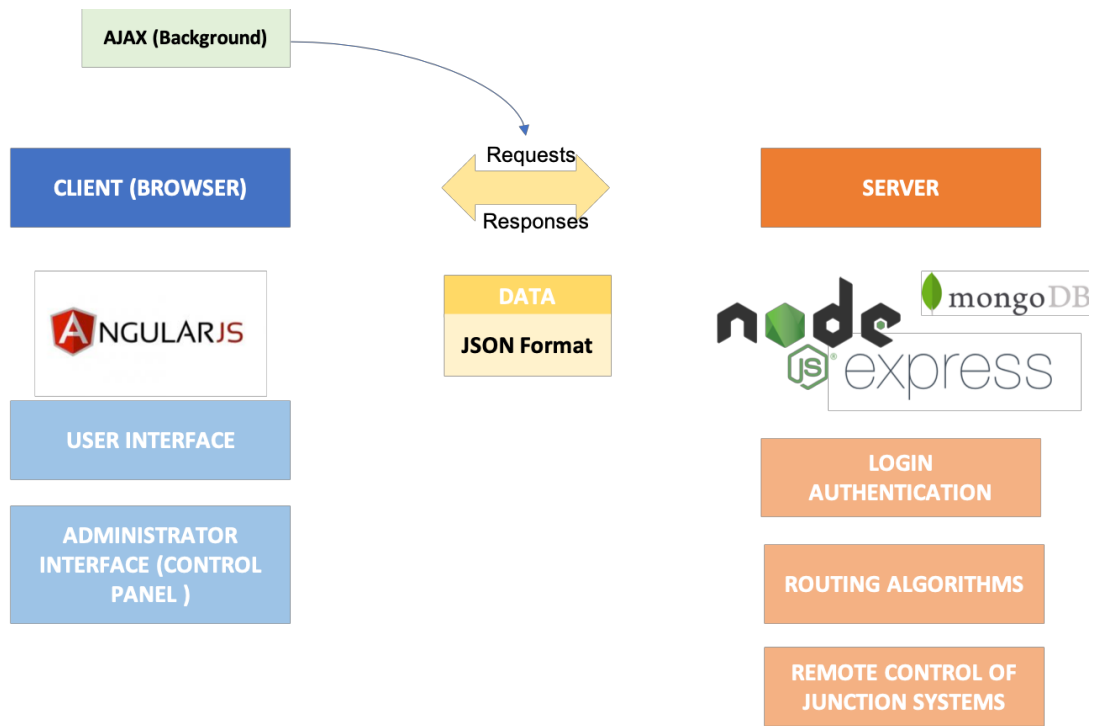 AJAX (Background)
Requests
CLIENT (BROWSER)
SERVER
Responses
ANGULARJS
DATA
JSON Format
node
JS
®
mongoDB
express
USER INTERFACE
ADMINISTRATOR
INTERFACE (CONTROL
PANEL )
LOGIN
AUTHENTICATION
ROUTING ALGORITHMS
REMOTE CONTROL OF
JUNCTION SYSTEMS